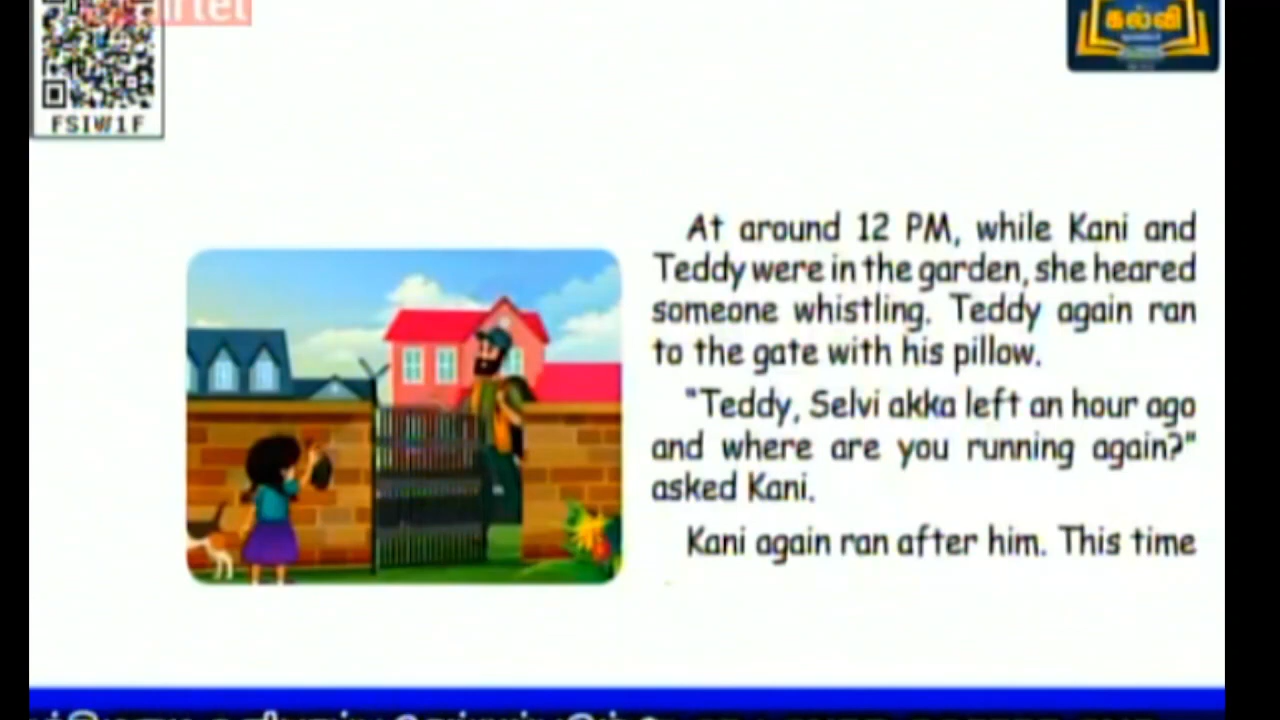 airtel
கல்வி
FSIW1F
At around 12 PM, while Kani and
Teddy were in the garden, she heared
someone whistling. Teddy again ran
to the gate with his pillow.
"Teddy, Selvi akka left an hour ago
and where are you running again?"
asked Kani.
Kani again ran after him. This time